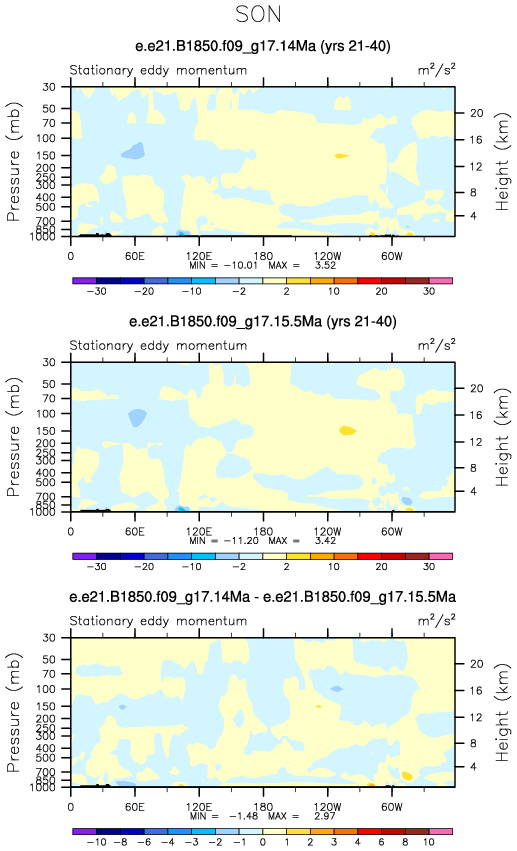 SON
e.e21.B1850.f09_g17.14Ma (yrs 21-40)
Stationary eddy momentum m²/s²
Pressure (mb)
30
50
70
100
150
200
250
300
400
500
700
850
1000
Height (km)
20
16
12
8
4
0 60E 120E 180 120W 60W
MIN = -10.01 MAX = 3.52
-30 -20 -10 -2 2 10 20 30
e.e21.B1850.f09_g17.15.5Ma (yrs 21-40)
Stationary eddy momentum m²/s²
Pressure (mb)
30
50
70
100
150
200
250
300
400
500
700
850
1000
Height (km)
20
16
12
8
4
0 60E 120E 180 120W 60W
MIN = -11.20 MAX = 3.42
-30 -20 -10 -2 2 10 20 30
e.e21.B1850.f09_g17.14Ma - e.e21.B1850.f09_g17.15.5Ma
Stationary eddy momentum m²/s²
Pressure (mb)
30
50
70
100
150
200
250
300
400
500
700
850
1000
Height (km)
20
16
12
8
4
0 60E 120E 180 120W 60W
MIN = -1.48 MAX = 2.97
-10 -8 -6 -4 -2 -1 0 1 2 4 6 8 10